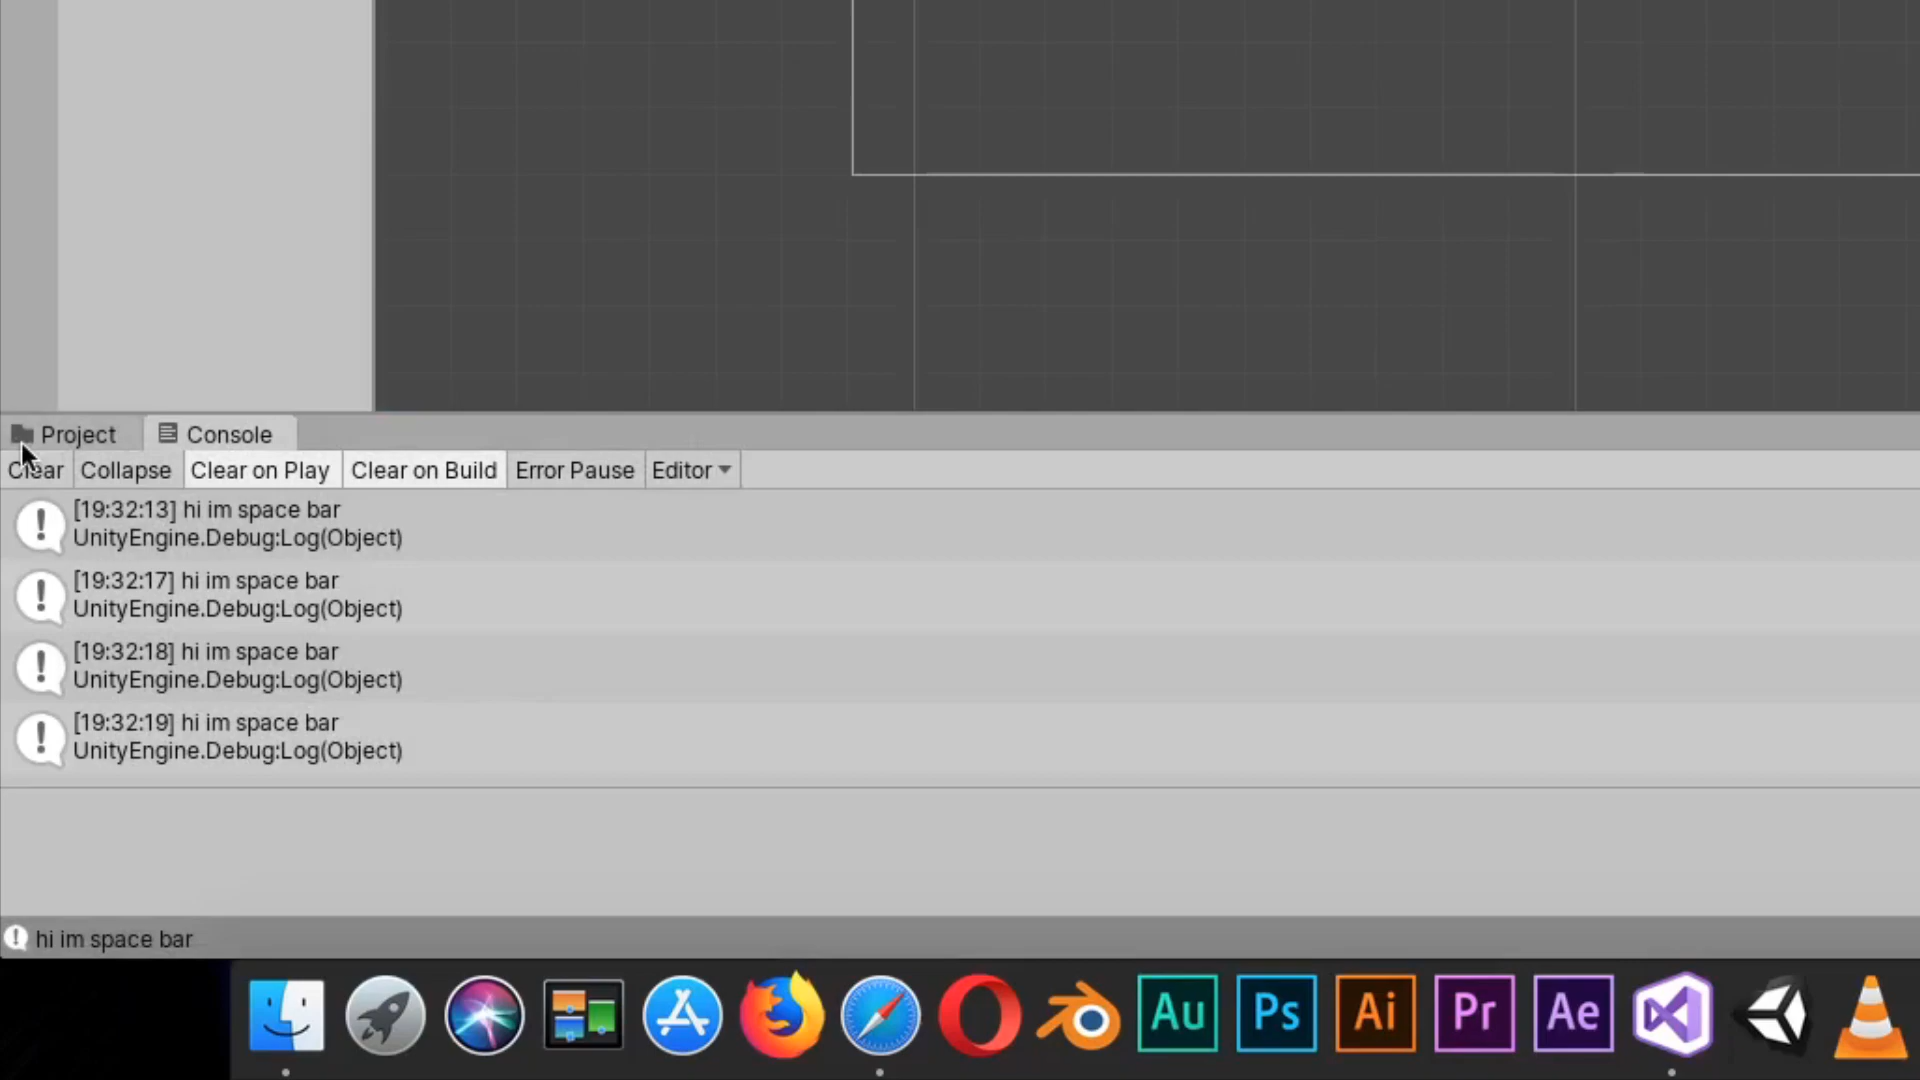 Project Console
Clear Collapse Clear on Play Clear on Build Error Pause Editor
[19:32:13] hi im space bar
UnityEngine.Debug:Log(Object)
[19:32:17] hi im space bar
UnityEngine.Debug:Log(Object)
[19:32:18] hi im space bar
UnityEngine.Debug:Log(Object)
[19:32:19] hi im space bar
UnityEngine.Debug:Log(Object)
hi im space bar
Au Ps Ai Pr Ae